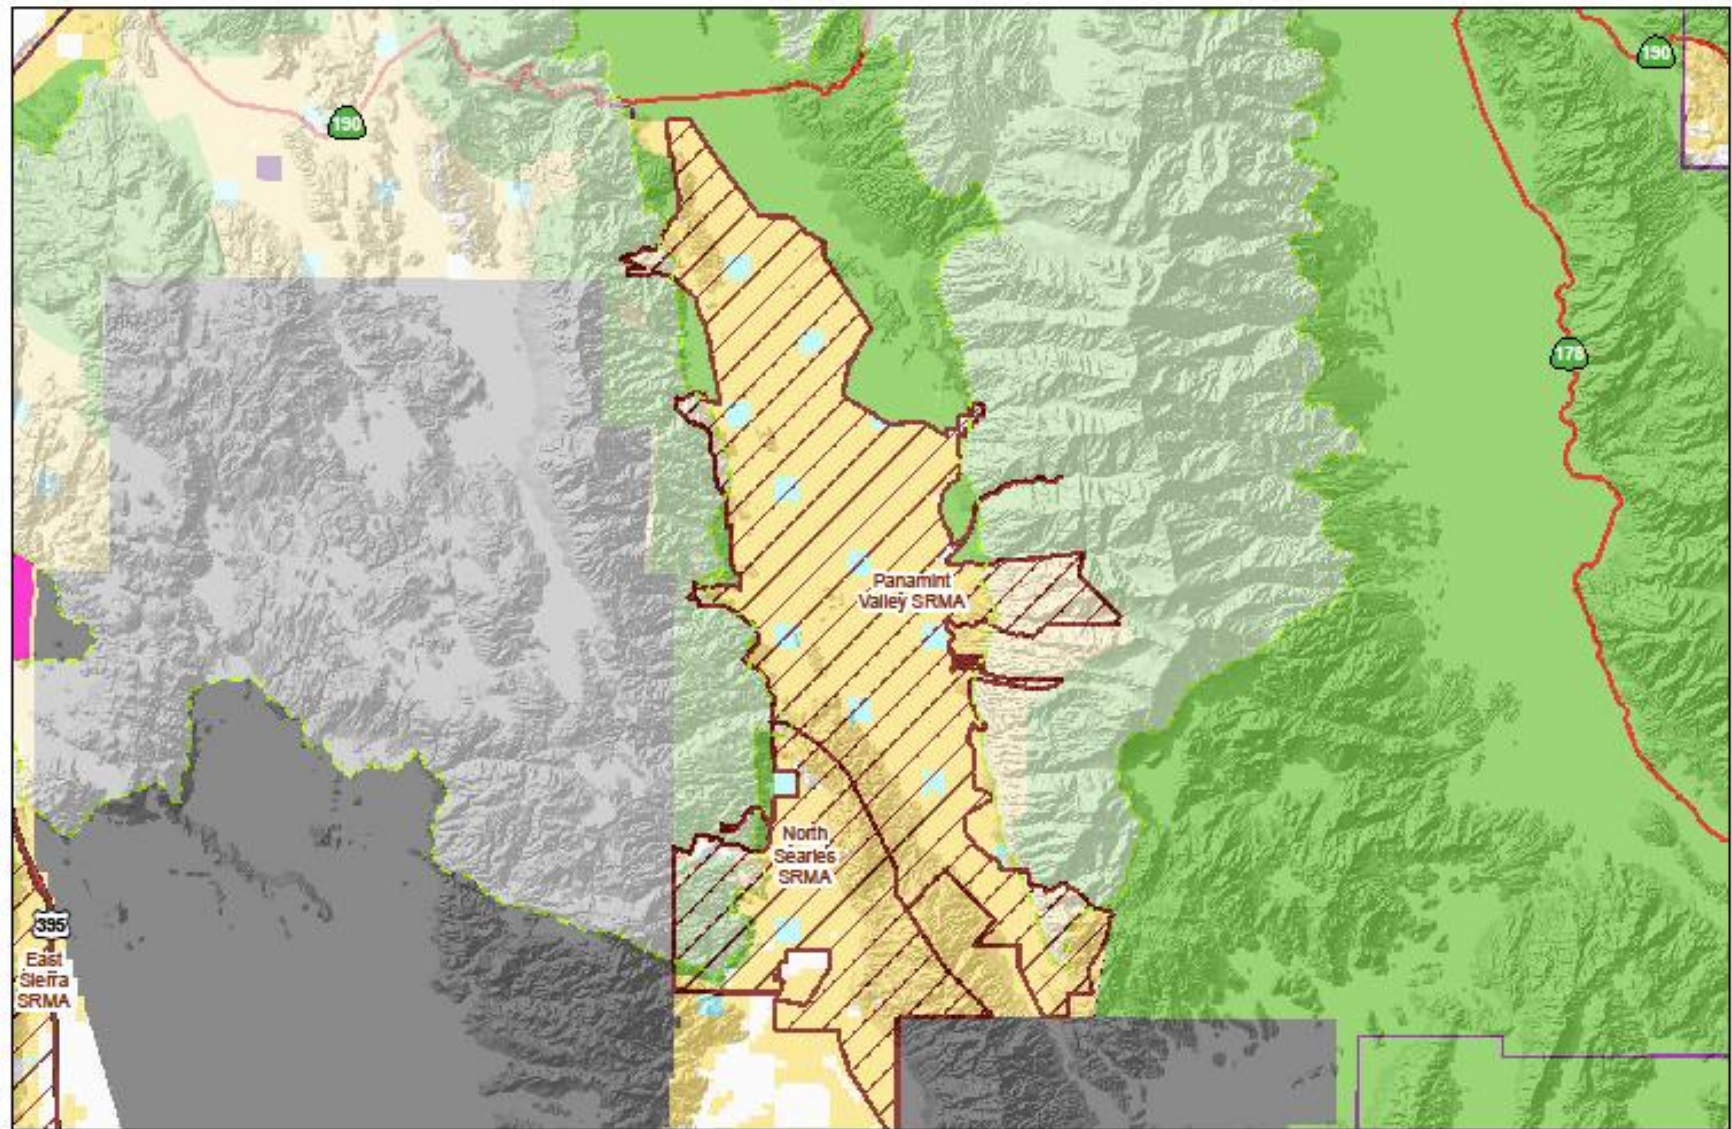 190
190
178
Panamint
Valley SRMA
North
Searles
SRMA
395
East
Sierra
SRMA